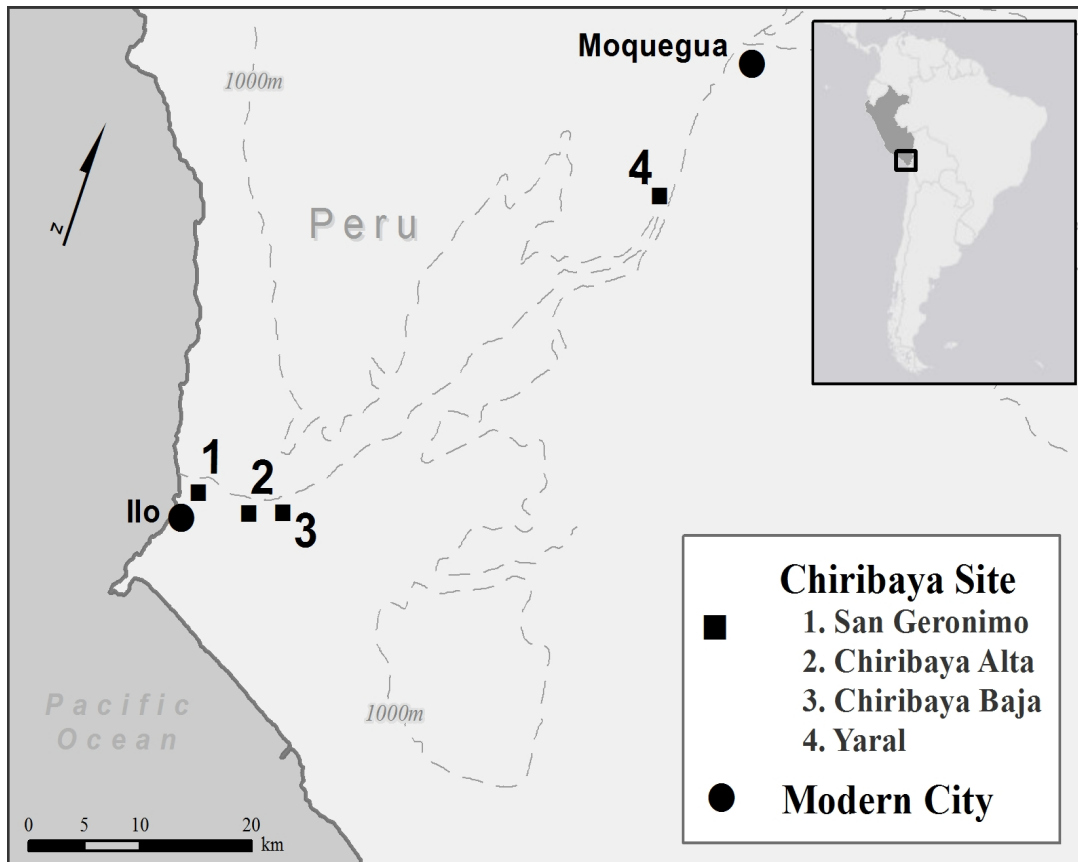 Moquegua
1000m
4
N
Peru
1
2
Ilo
3
Chiribaya Site
1. San Geronimo
2. Chiribaya Alta
3. Chiribaya Baja
4. Yaral
Modern City
Pacific
Ocean
1000m
0 5 10 20
km